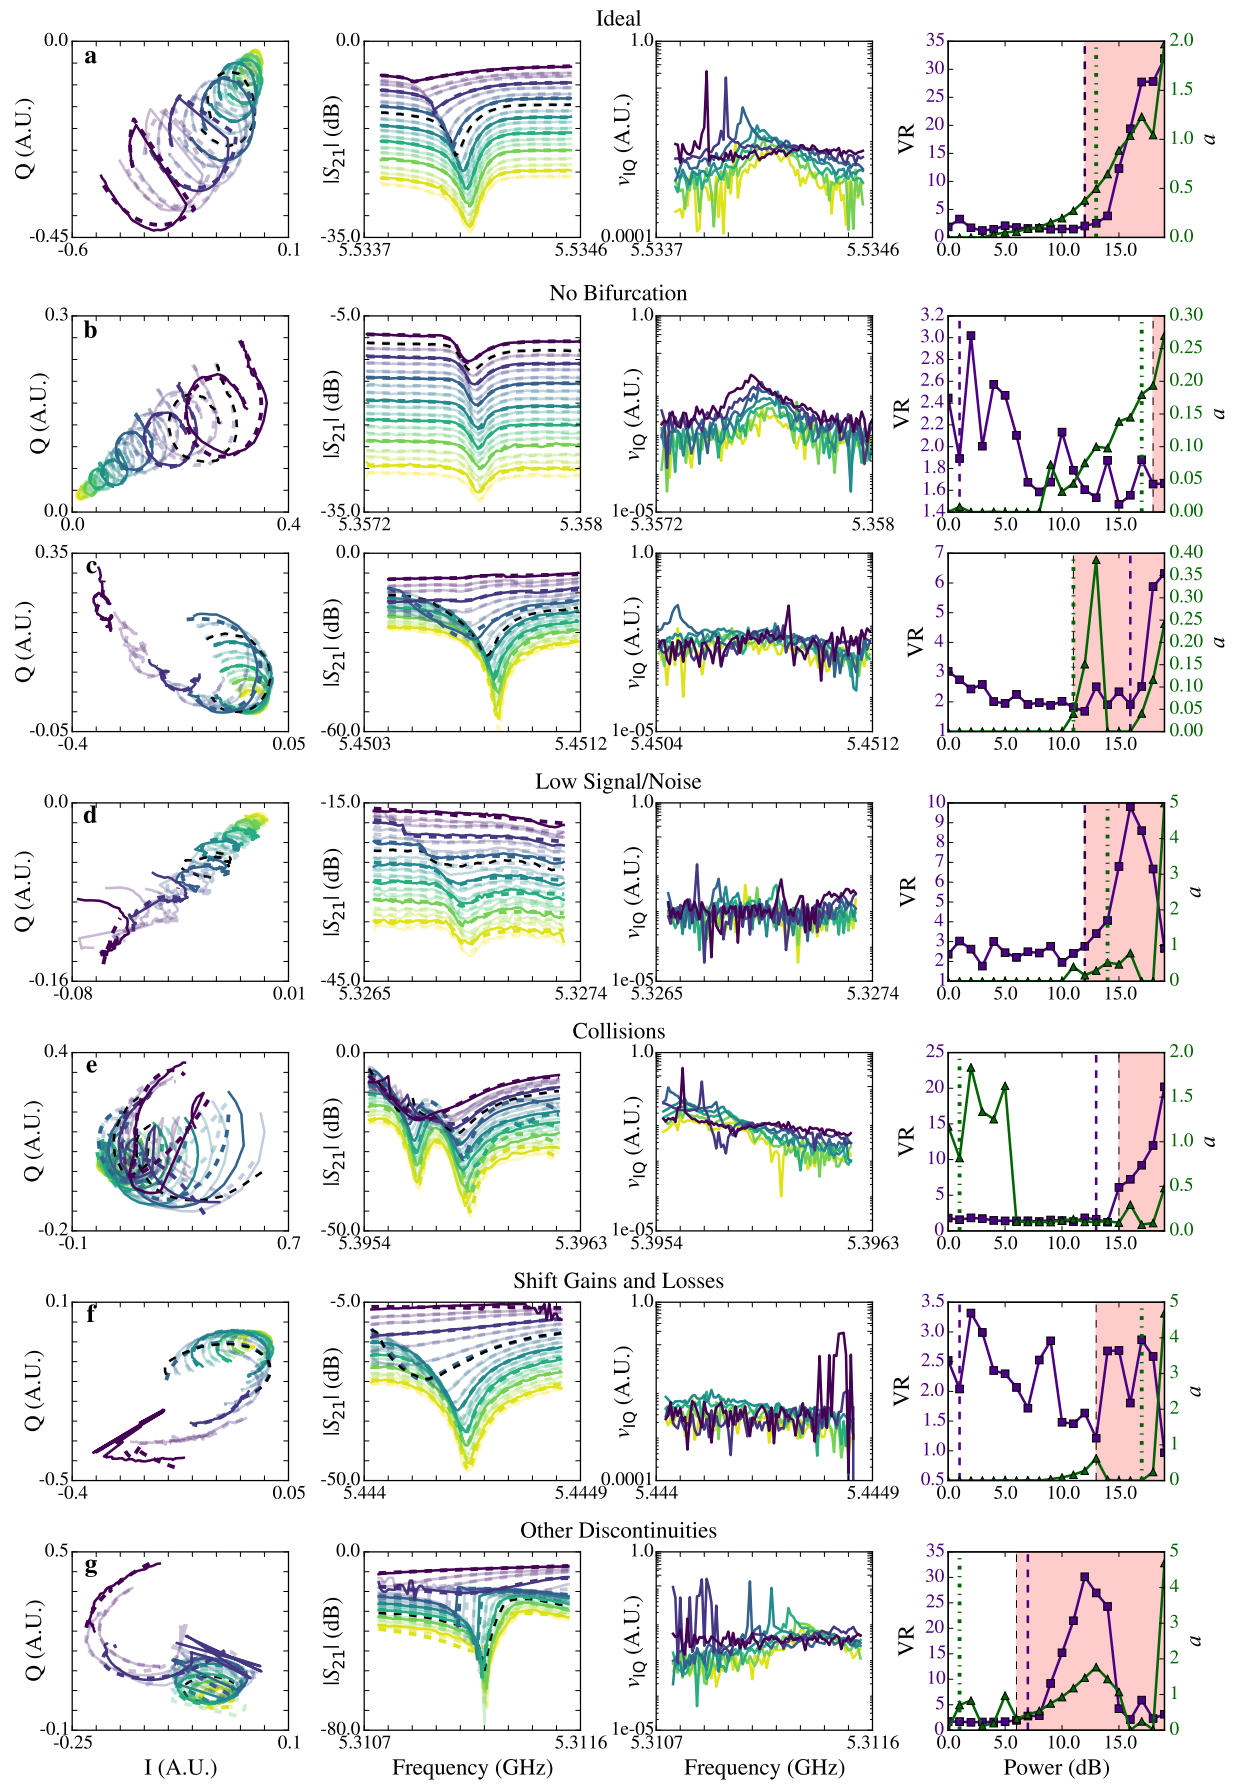 Ideal
a
0.0
-0.45
-0.6
0.1
Q (A.U.)
0.0
-35.0
5.5337
5.5346
|S21| (dB)
1.0
0.0001
5.5337
5.5346
νIQ (A.U.)
35
30
25
20
15
10
5
0
VR
0.0 5.0 10.0 15.0
2.0
1.5
1.0
0.5
0.0
a
No Bifurcation
b
0.3
0.0
0.0
0.4
Q (A.U.)
-5.0
-35.0
5.3572
5.358
|S21| (dB)
1.0
1e-05
5.3572
5.358
νIQ (A.U.)
3.2
3.0
2.8
2.6
2.4
2.2
2.0
1.8
1.6
1.4
VR
0.0 5.0 10.0 15.0
0.30
0.25
0.20
0.15
0.10
0.05
0.00
a
c
0.35
-0.05
-0.4
0.05
Q (A.U.)
0.0
-60.0
5.4503
5.4512
|S21| (dB)
1.0
1e-05
5.4504
5.4512
νIQ (A.U.)
7
6
5
4
3
2
1
VR
0.0 5.0 10.0 15.0
0.40
0.35
0.30
0.25
0.20
0.15
0.10
0.05
0.00
a
Low Signal/Noise
d
0.0
-0.16
-0.08
0.01
Q (A.U.)
-15.0
-45.0
5.3265
5.3274
|S21| (dB)
1.0
1e-05
5.3265
5.3274
νIQ (A.U.)
10
9
8
7
6
5
4
3
2
1
VR
0.0 5.0 10.0 15.0
5
4
3
2
1
0
a
Collisions
e
0.4
-0.2
-0.1
0.7
Q (A.U.)
0.0
-50.0
5.3954
5.3963
|S21| (dB)
1.0
1e-05
5.3954
5.3963
νIQ (A.U.)
25
20
15
10
5
0
VR
0.0 5.0 10.0 15.0
2.0
1.5
1.0
0.5
0.0
a
Shift Gains and Losses
f
0.1
-0.5
-0.4
0.05
Q (A.U.)
-5.0
-50.0
5.444
5.4449
|S21| (dB)
1.0
0.0001
5.444
5.4449
νIQ (A.U.)
3.5
3.0
2.5
2.0
1.5
1.0
0.5
VR
0.0 5.0 10.0 15.0
5
4
3
2
1
0
a
Other Discontinuities
g
0.5
-0.1
-0.25
0.1
Q (A.U.)
I (A.U.)
0.0
-80.0
5.3107
5.3116
|S21| (dB)
Frequency (GHz)
1.0
1e-05
5.3107
5.3116
νIQ (A.U.)
Frequency (GHz)
35
30
25
20
15
10
5
0
VR
0.0 5.0 10.0 15.0
Power (dB)
5
4
3
2
1
0
a